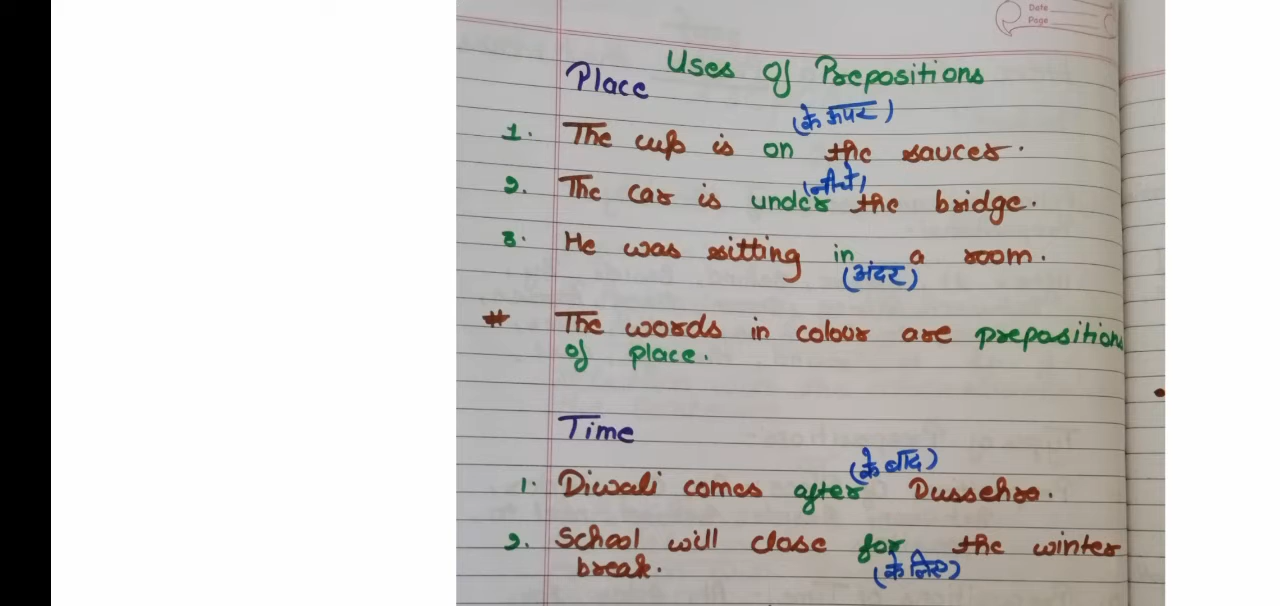 Date
Page
Uses of Prepositions
Place
(के ऊपर)
1. The cup is on the saucer.
(नीचे)
2. The car is under the bridge.
3. He was sitting in a room.
(अंदर)
# The words in colour are preposition
of place.
Time
(के बाद)
1. Diwali comes after Dussehra.
2. School will close for the winter
break.
(के लिए)